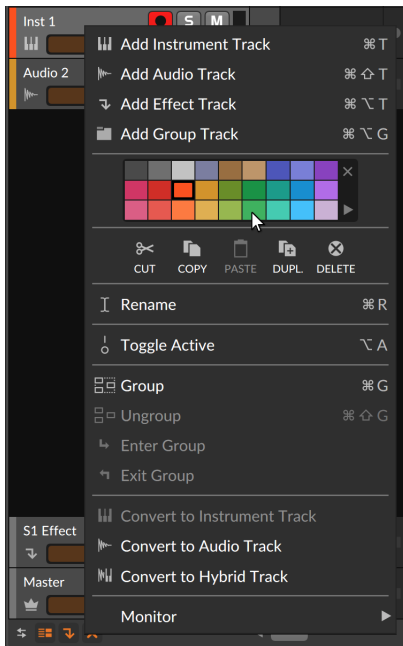 Inst 1
S
M
Audio 2
Add Instrument Track ⌘ T
Add Audio Track ⌘ ⇧ T
Add Effect Track ⌘ ⌥ T
Add Group Track ⌘ ⌥ G
CUT COPY PASTE DUPL. DELETE
Rename ⌘ R
Toggle Active ⌥ A
Group ⌘ G
Ungroup ⌘ ⇧ G
Enter Group
Exit Group
Convert to Instrument Track
Convert to Audio Track
Convert to Hybrid Track
Monitor
S1 Effect
Master